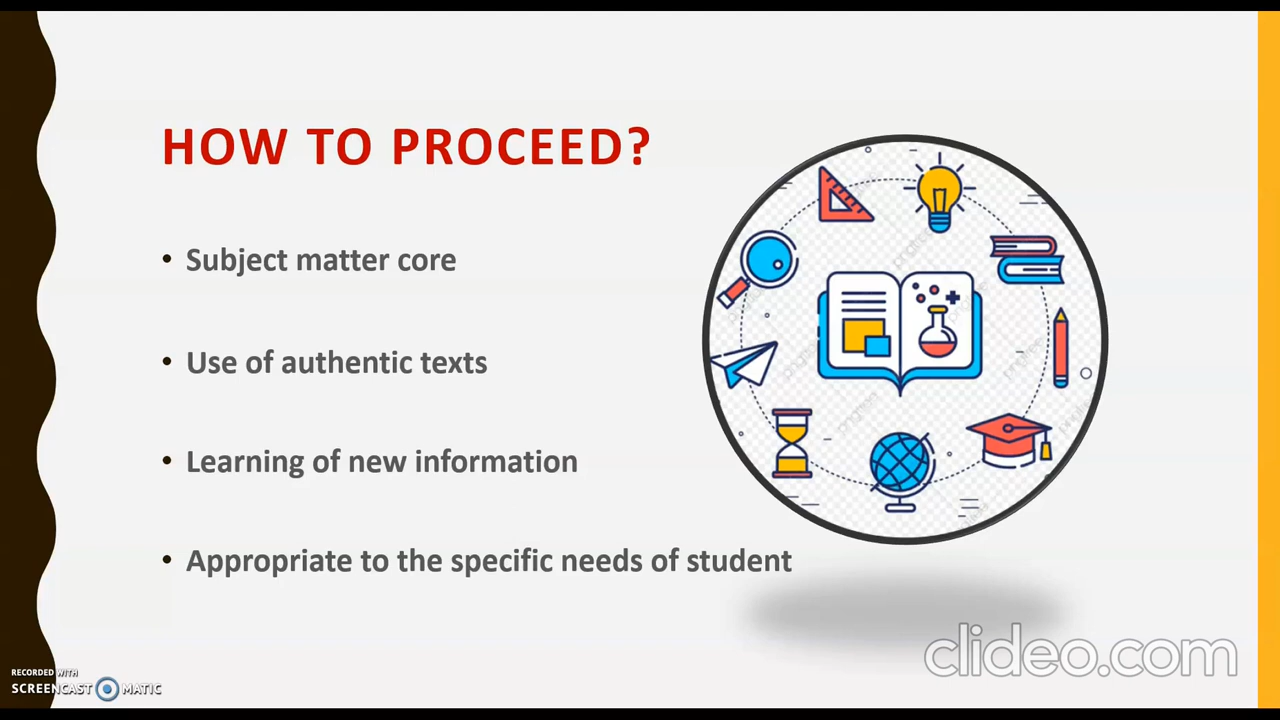 HOW TO PROCEED?
• Subject matter core
• Use of authentic texts
• Learning of new information
• Appropriate to the specific needs of student
clideo.com
RECORDED WITH
SCREENCAST MATIC